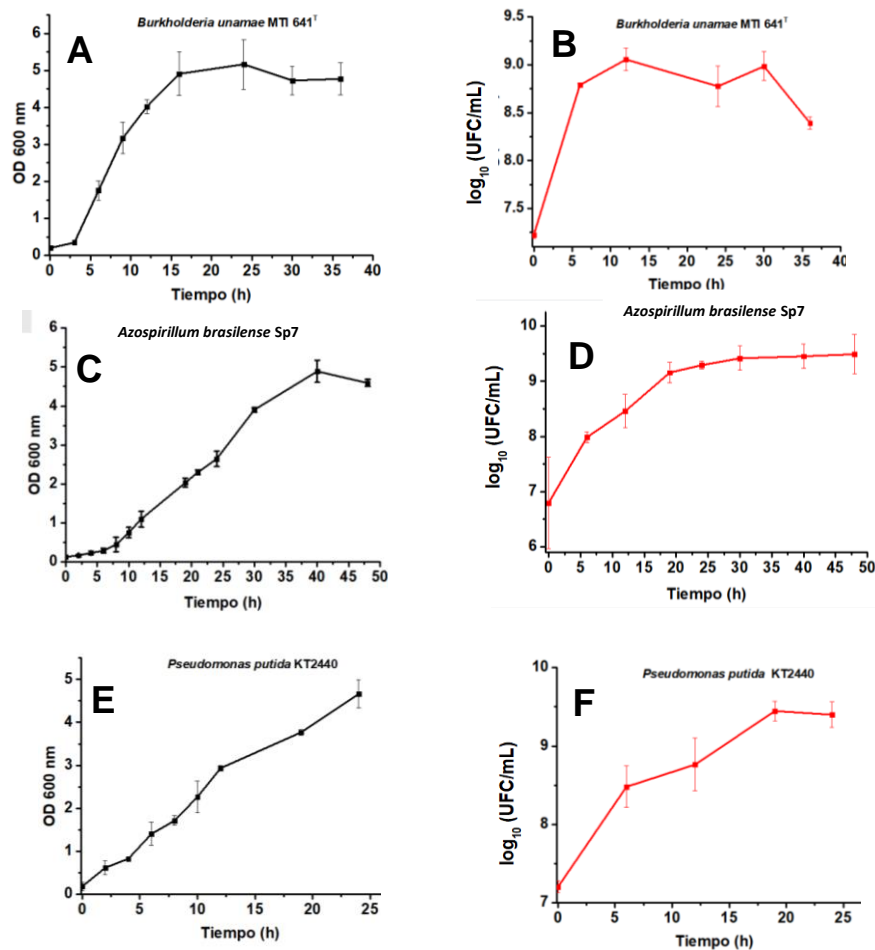 A
Burkholderia unamae MTI 641ᵀ
OD 600 nm
6
5
4
3
2
1
0
0 5 10 15 20 25 30 35 40
Tiempo (h)
B
Burkholderia unamae MTI 641ᵀ
log₁₀ (UFC/mL)
9.5
9.0
8.5
8.0
7.5
0 5 10 15 20 25 30 35 40
Tiempo (h)
C
Azospirillum brasilense Sp7
OD 600 nm
6
5
4
3
2
1
0
0 5 10 15 20 25 30 35 40 45 50
Tiempo (h)
D
Azospirillum brasilense Sp7
log₁₀ (UFC/mL)
10
9
8
7
6
0 5 10 15 20 25 30 35 40 45 50
Tiempo (h)
E
Pseudomonas putida KT2440
OD 600 nm
5
4
3
2
1
0
0 5 10 15 20 25
Tiempo (h)
F
Pseudomonas putida KT2440
log₁₀ (UFC/mL)
10
9
8
7
0 5 10 15 20 25
Tiempo (h)